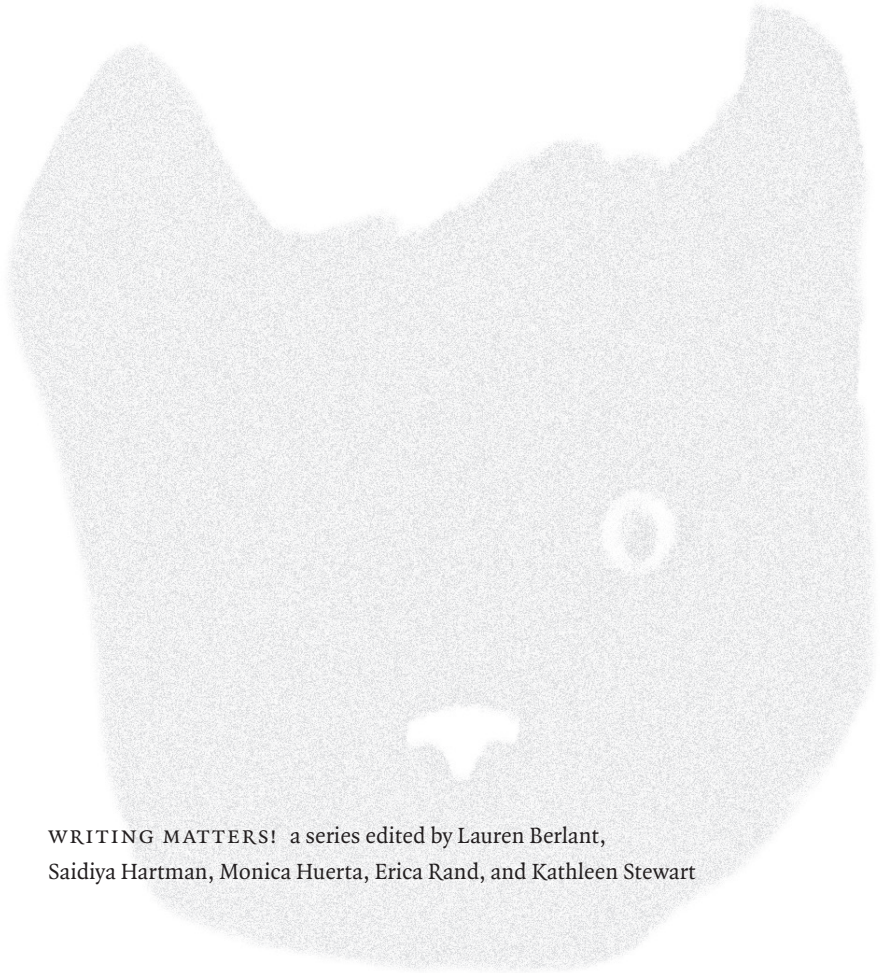 WRITING MATTERS! a series edited by Lauren Berlant,
Saidiya Hartman, Monica Huerta, Erica Rand, and Kathleen Stewart